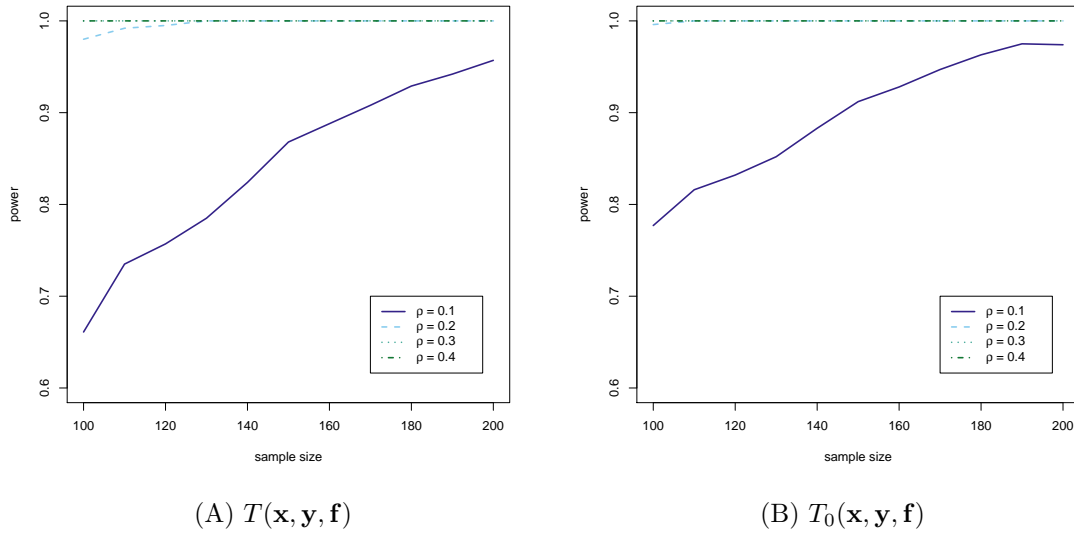 1.0
0.9
0.8
0.7
0.6
power
ρ = 0.1
ρ = 0.2
ρ = 0.3
ρ = 0.4
100 120 140 160 180 200
sample size
(A) T(x, y, f)
1.0
0.9
0.8
0.7
0.6
power
ρ = 0.1
ρ = 0.2
ρ = 0.3
ρ = 0.4
100 120 140 160 180 200
sample size
(B) T₀(x, y, f)